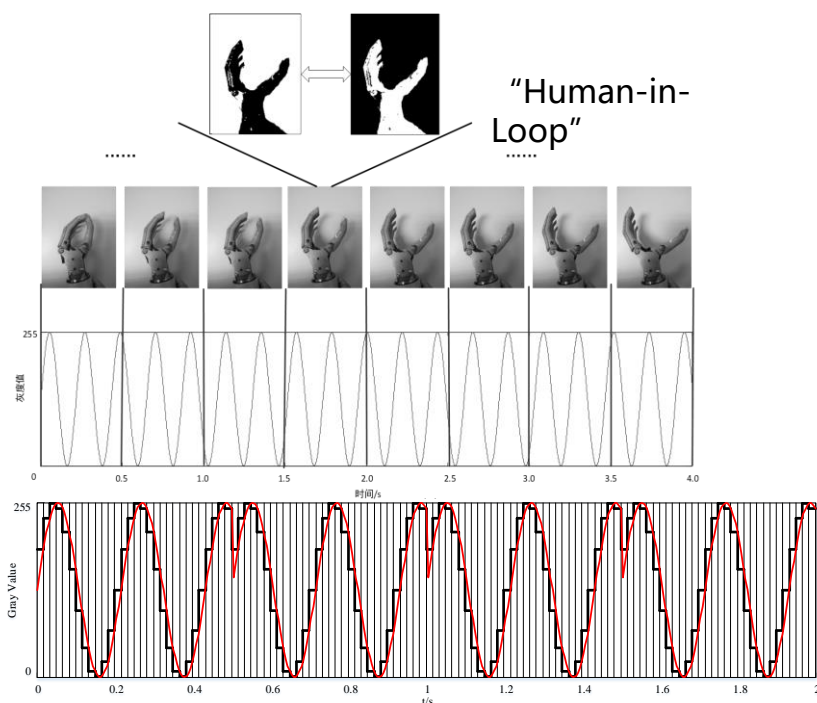 “Human-in-
Loop”
...... ......
255
灰度值
0 0.5 1.0 1.5 2.0 2.5 3.0 3.5 4.0
时间/s
255
Gray Value
0
0 0.2 0.4 0.6 0.8 1 1.2 1.4 1.6 1.8 2
t/s